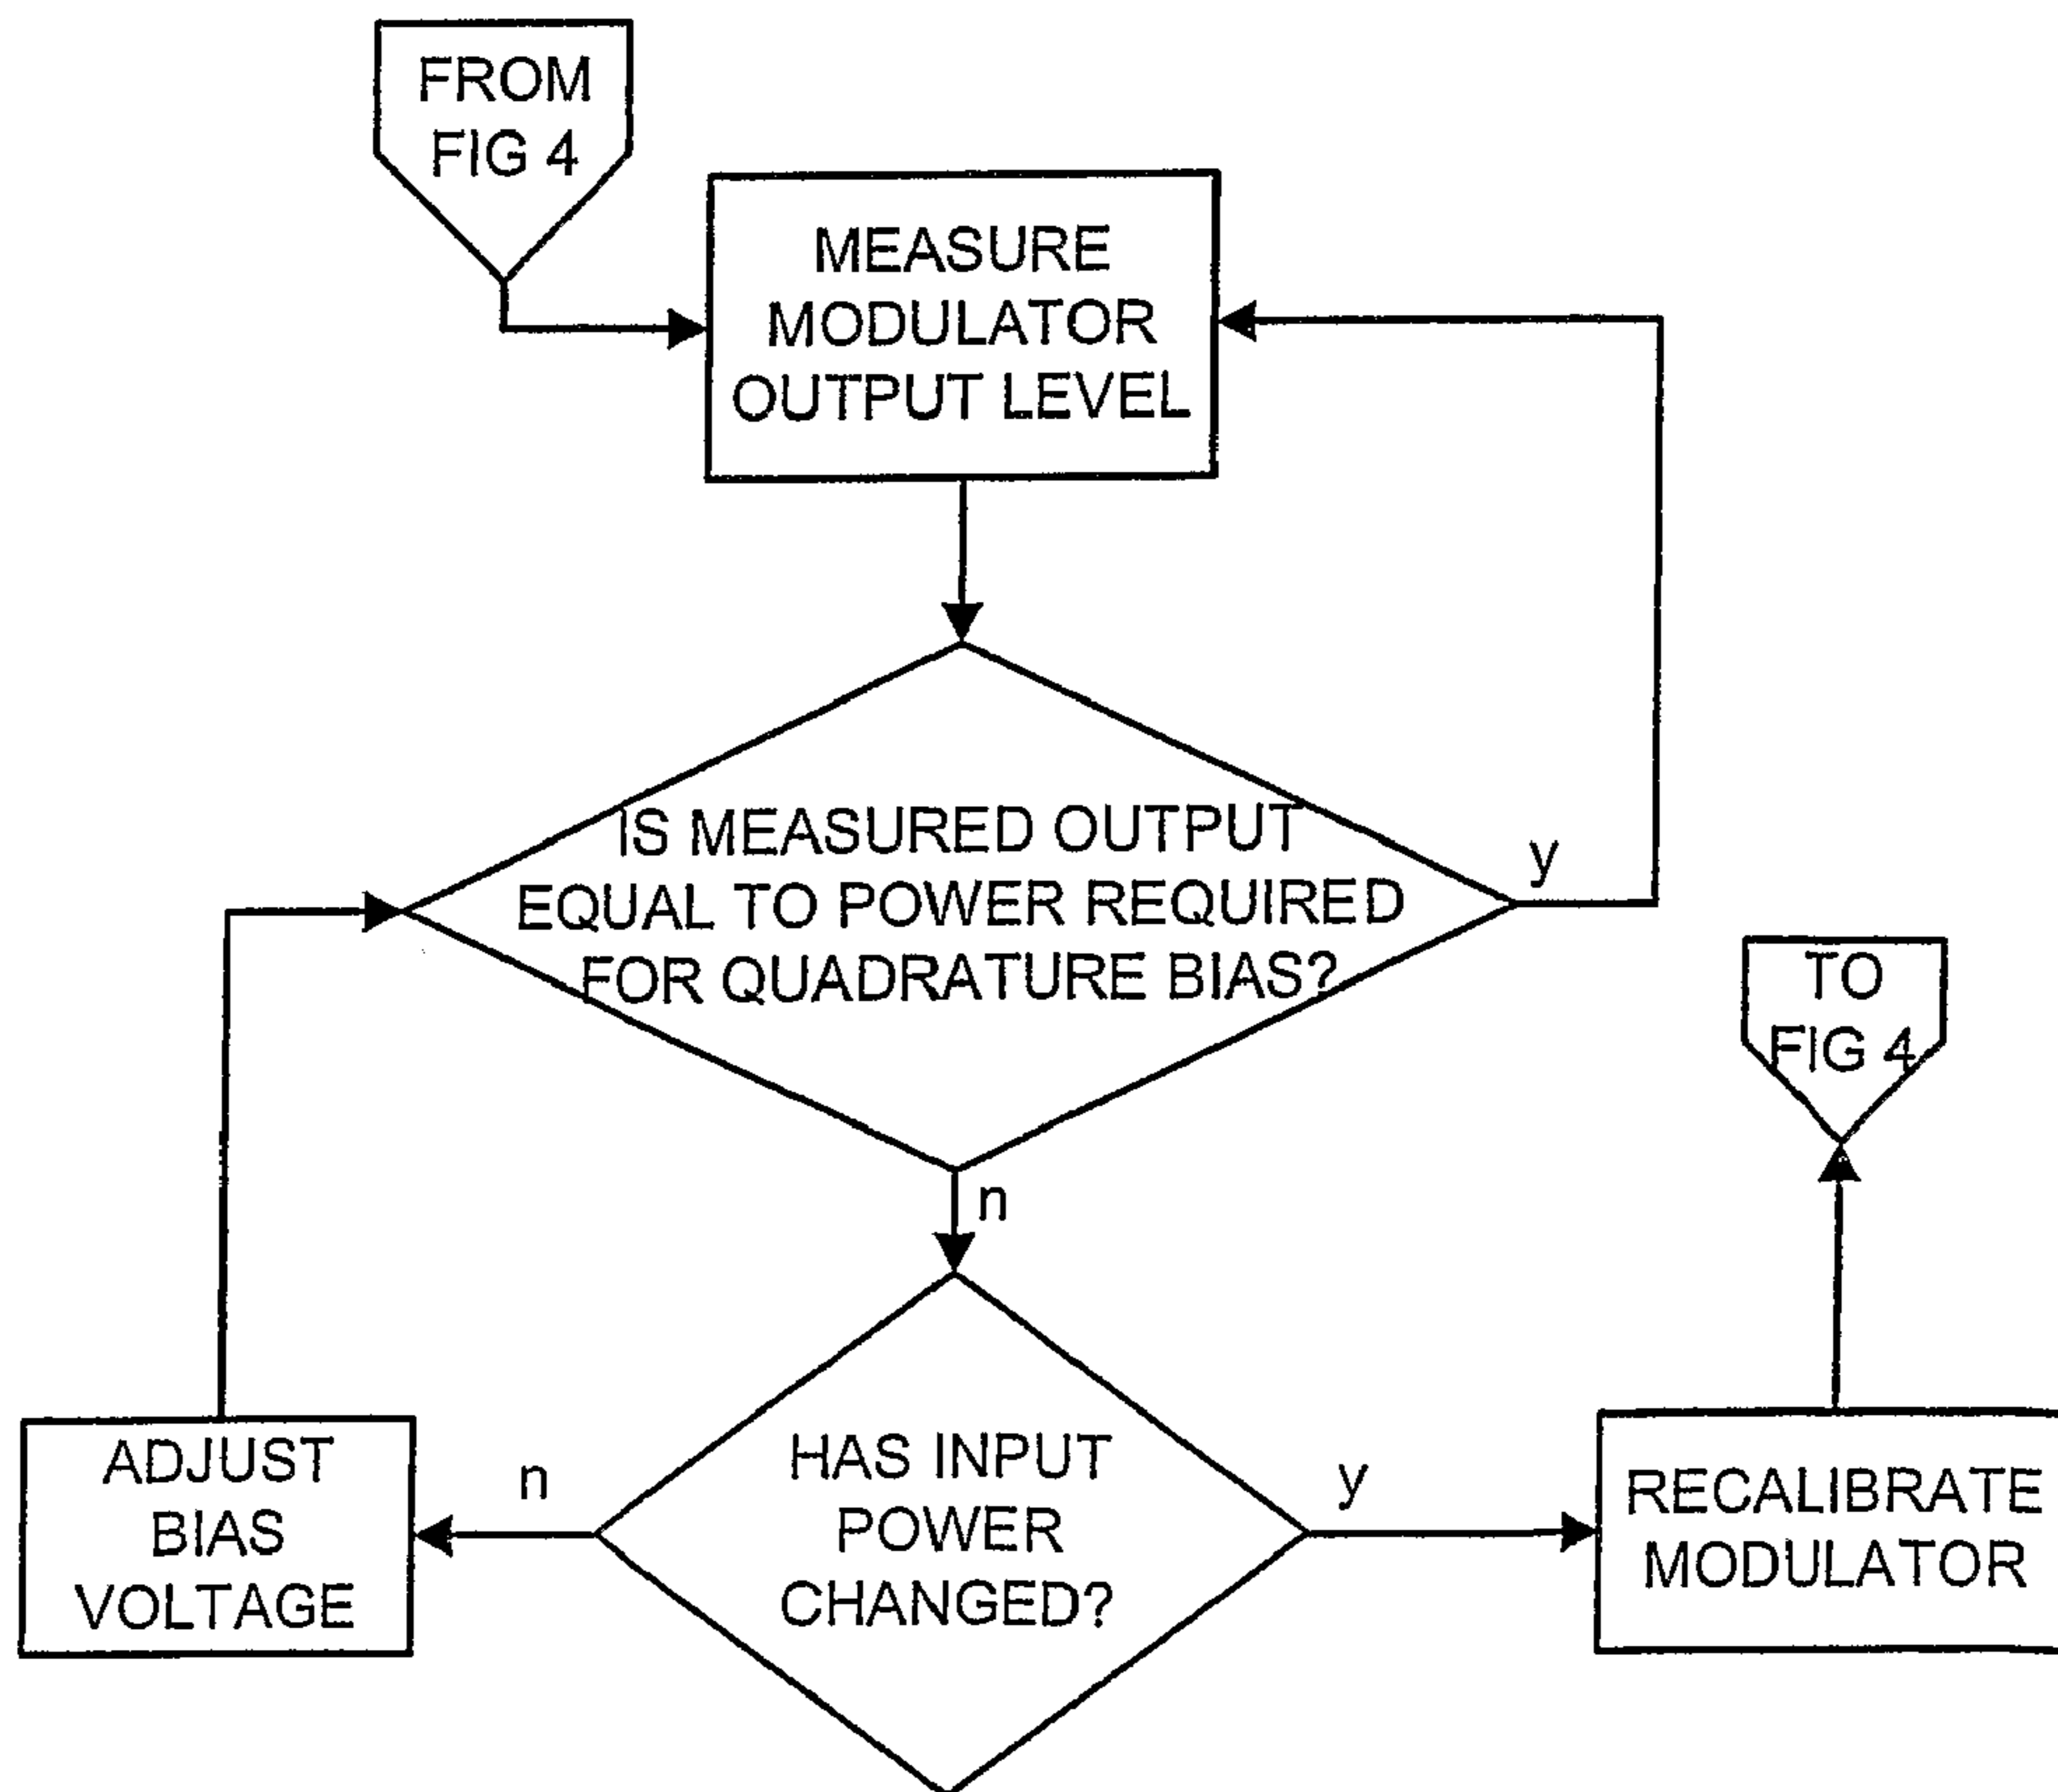 FROM
FIG 4
MEASURE
MODULATOR
OUTPUT LEVEL
IS MEASURED OUTPUT
EQUAL TO POWER REQUIRED
FOR QUADRATURE BIAS?
y
n
TO
FIG 4
HAS INPUT
POWER
CHANGED?
n
y
ADJUST
BIAS
VOLTAGE
RECALIBRATE
MODULATOR